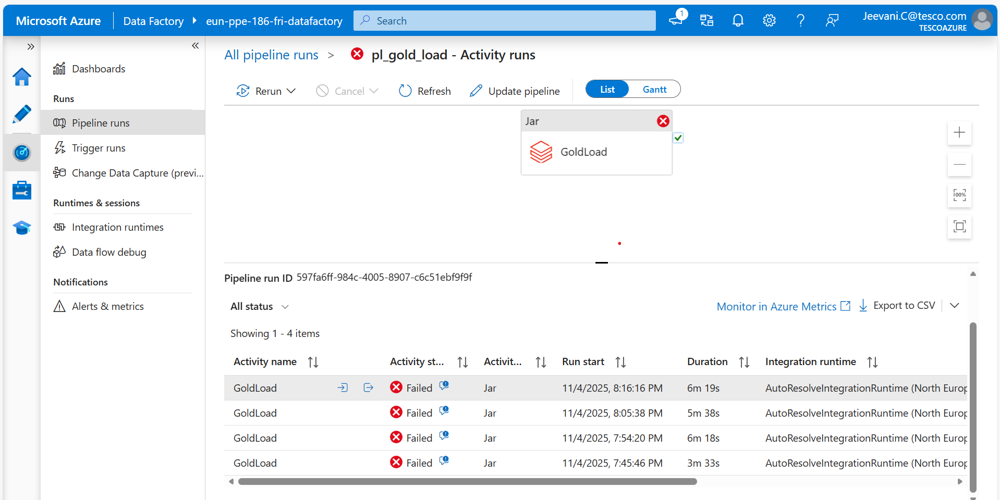 Microsoft Azure
Data Factory
eun-ppe-186-fri-datafactory
Search
1
Jeevani.C@tesco.com
TESCOAZURE
Dashboards
Runs
Pipeline runs
Trigger runs
Change Data Capture (previ...
Runtimes & sessions
Integration runtimes
Data flow debug
Notifications
Alerts & metrics
All pipeline runs > pl_gold_load - Activity runs
Rerun Cancel Refresh Update pipeline List Gantt
Jar
GoldLoad
100%
Pipeline run ID 597fa6ff-984c-4005-8907-c6c51ebf9f9f
All status Monitor in Azure Metrics Export to CSV
Showing 1 - 4 items
Activity name Activity st... Activit... Run start Duration Integration runtime
GoldLoad Failed Jar 11/4/2025, 8:16:16 PM 6m 19s AutoResolveIntegrationRuntime (North Europ
GoldLoad Failed Jar 11/4/2025, 8:05:38 PM 5m 38s AutoResolveIntegrationRuntime (North Europ
GoldLoad Failed Jar 11/4/2025, 7:54:20 PM 6m 18s AutoResolveIntegrationRuntime (North Europ
GoldLoad Failed Jar 11/4/2025, 7:45:46 PM 3m 33s AutoResolveIntegrationRuntime (North Europ